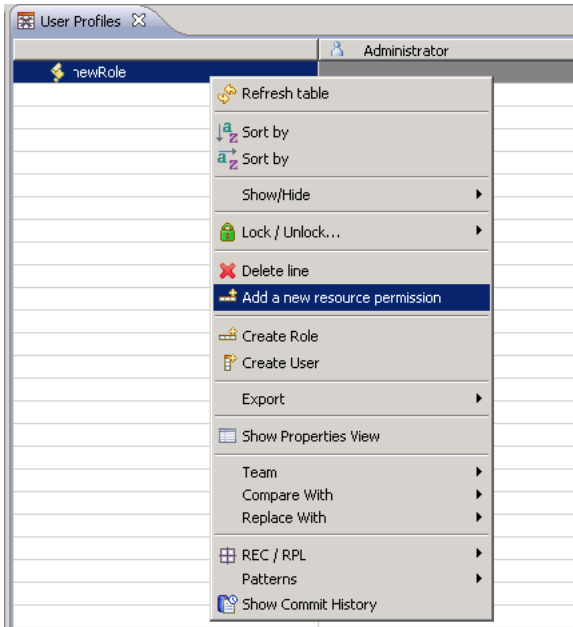 User Profiles
Administrator
newRole
Refresh table
Sort by
Sort by
Show/Hide
Lock / Unlock...
Delete line
Add a new resource permission
Create Role
Create User
Export
Show Properties View
Team
Compare With
Replace With
REC / RPL
Patterns
Show Commit History